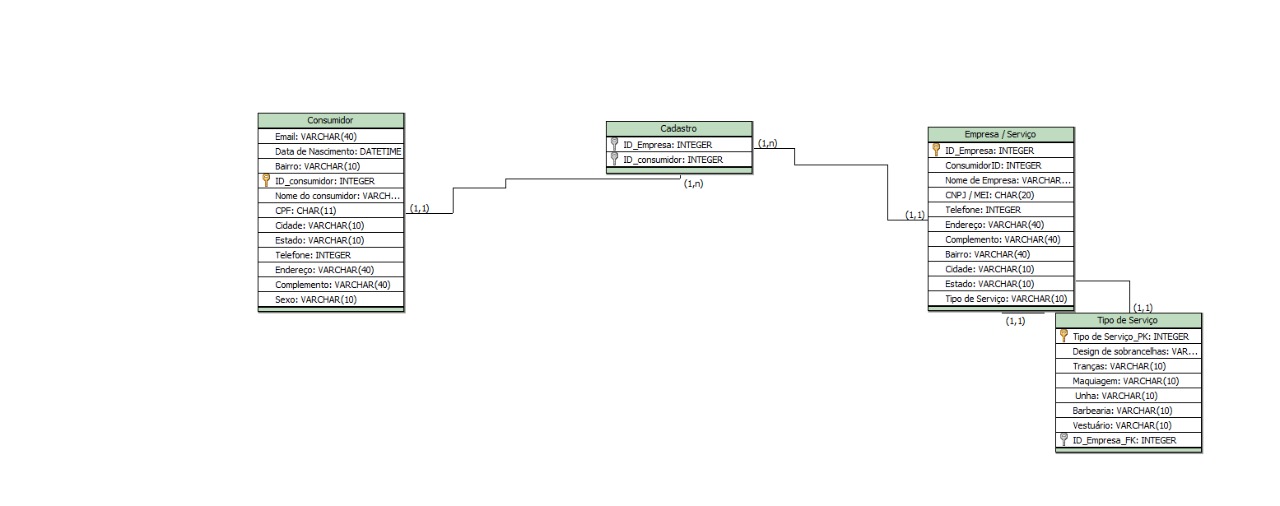 Consumidor
Email: VARCHAR(40)
Data de Nascimento: DATETIME
Bairro: VARCHAR(10)
ID_consumidor: INTEGER
Nome do consumidor: VARCH...
CPF: CHAR(11)
Cidade: VARCHAR(10)
Estado: VARCHAR(10)
Telefone: INTEGER
Endereço: VARCHAR(40)
Complemento: VARCHAR(40)
Sexo: VARCHAR(10)
(1,1)
Cadastro
ID_Empresa: INTEGER
ID_consumidor: INTEGER
(1,n)
(1,n)
(1,1)
Empresa / Serviço
ID_Empresa: INTEGER
ConsumidorID: INTEGER
Nome de Empresa: VARCHAR...
CNPJ / MEI: CHAR(20)
Telefone: INTEGER
Endereço: VARCHAR(40)
Complemento: VARCHAR(40)
Bairro: VARCHAR(40)
Cidade: VARCHAR(10)
Estado: VARCHAR(10)
Tipo de Serviço: VARCHAR(10)
(1,1)
(1,1)
Tipo de Serviço
Tipo de Serviço_PK: INTEGER
Design de sobrancelhas: VAR...
Tranças: VARCHAR(10)
Maquiagem: VARCHAR(10)
Unha: VARCHAR(10)
Barbearia: VARCHAR(10)
Vestuário: VARCHAR(10)
ID_Empresa_FK: INTEGER